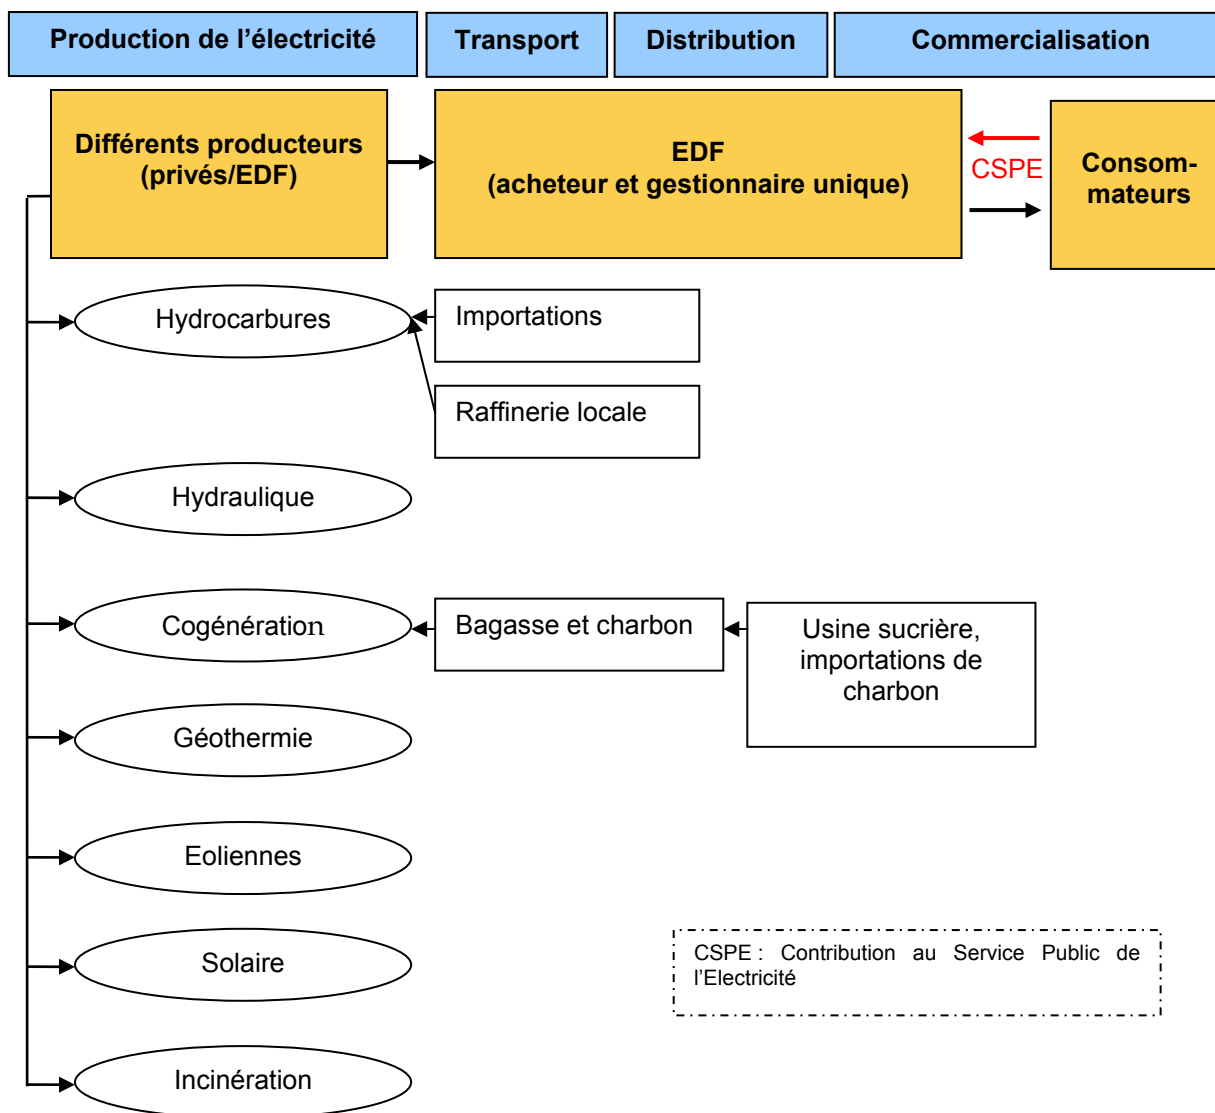 Production de l’électricité
Transport
Distribution
Commercialisation
Différents producteurs
(privés/EDF)
EDF
(acheteur et gestionnaire unique)
CSPE
Consom-
mateurs
Hydrocarbures
Importations
Raffinerie locale
Hydraulique
Cogénération
Bagasse et charbon
Usine sucrière,
importations de
charbon
Géothermie
Eoliennes
Solaire
CSPE : Contribution au Service Public de
l’Electricité
Incinération